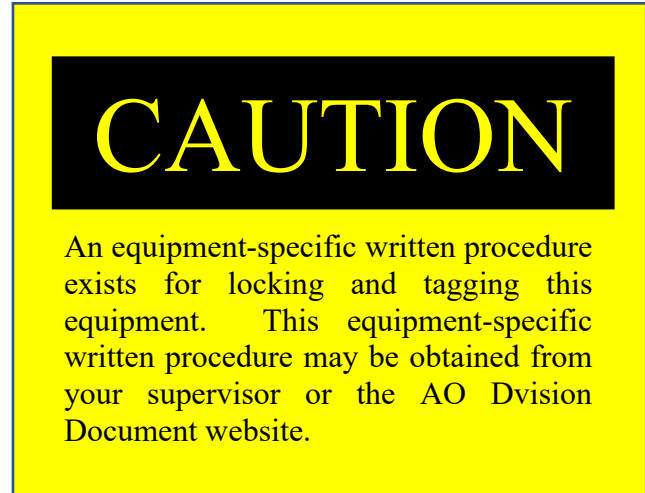 CAUTION
An equipment-specific written procedure
exists for locking and tagging this
equipment. This equipment-specific
written procedure may be obtained from
your supervisor or the AO Dvision
Document website.